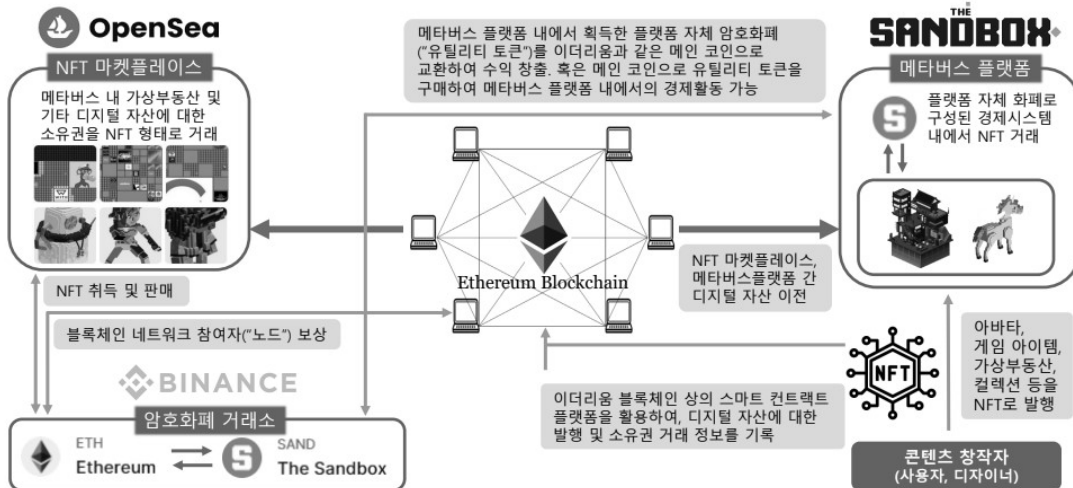 OpenSea
NFT 마켓플레이스
메타버스 내 가상부동산 및
기타 디지털 자산에 대한
소유권을 NFT 형태로 거래
메타버스 플랫폼 내에서 획득한 플랫폼 자체 암호화폐
("유틸리티 토큰")를 이더리움과 같은 메인 코인으로
교환하여 수익 창출. 혹은 메인 코인으로 유틸리티 토큰을
구매하여 메타버스 플랫폼 내에서의 경제활동 가능
THE
SANDBOX
메타버스 플랫폼
플랫폼 자체 화폐로
구성된 경제시스템
내에서 NFT 거래
Ethereum Blockchain
NFT 마켓플레이스,
메타버스플랫폼 간
디지털 자산 이전
NFT 취득 및 판매
블록체인 네트워크 참여자("노드") 보상
BINANCE
암호화폐 거래소
ETH
Ethereum
SAND
The Sandbox
이더리움 블록체인 상의 스마트 컨트랙트
플랫폼을 활용하여, 디지털 자산에 대한
발행 및 소유권 거래 정보를 기록
NFT
아바타,
게임 아이템,
가상부동산,
컬렉션 등을
NFT로 발행
콘텐츠 창작자
(사용자, 디자이너)